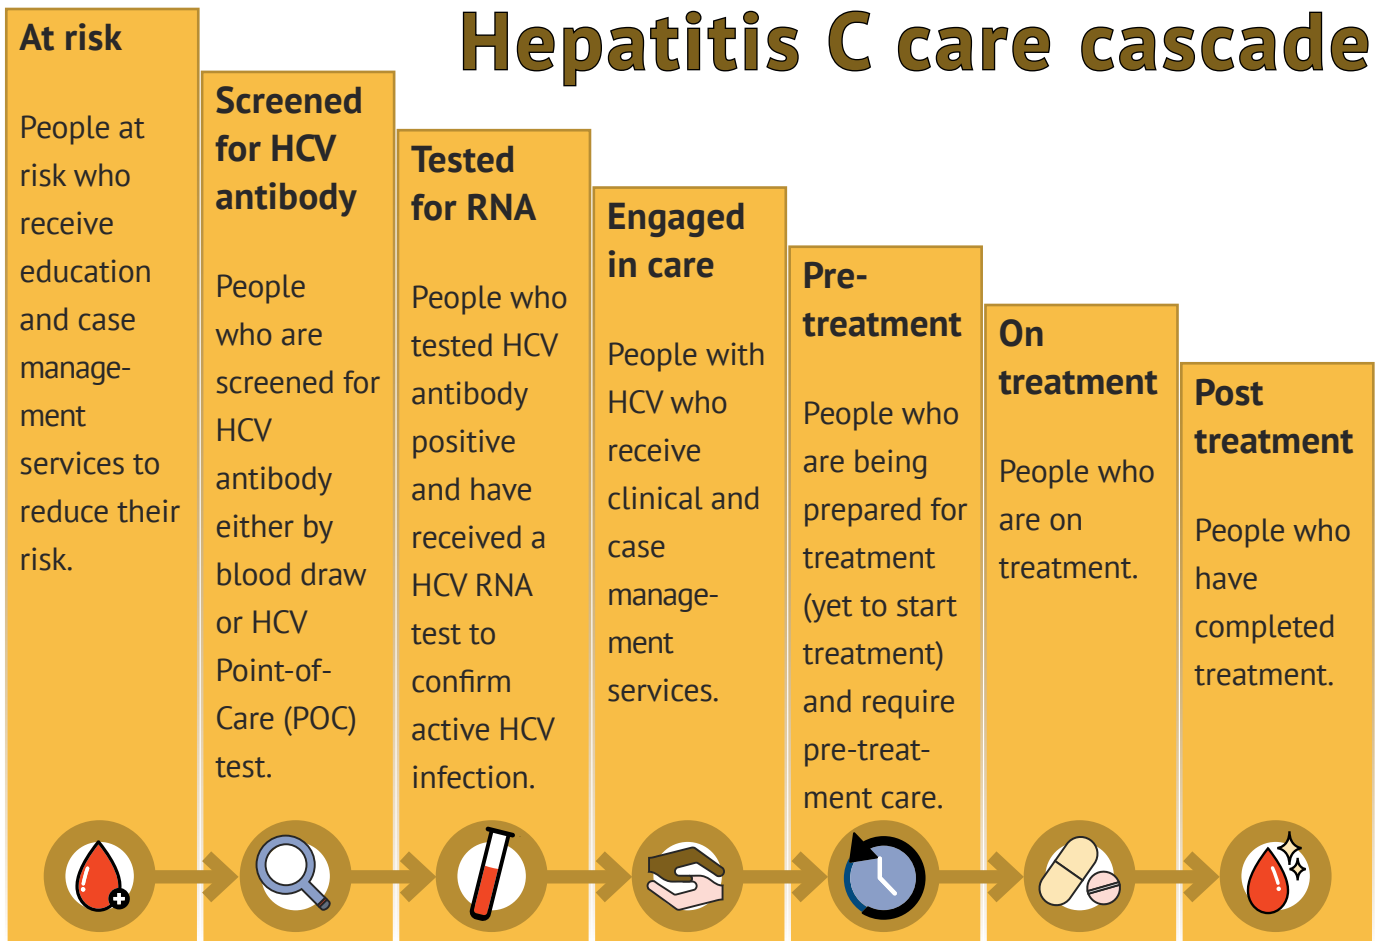 Hepatitis C care cascade
At risk
People at
risk who
receive
education
and case
manage-
ment
services to
reduce their
risk.
Screened
for HCV
antibody
People
who are
screened for
HCV
antibody
either by
blood draw
or HCV
Point-of-
Care (POC)
test.
Tested
for RNA
People who
tested HCV
antibody
positive
and have
received a
HCV RNA
test to
confirm
active HCV
infection.
Engaged
in care
People with
HCV who
receive
clinical and
case
manage-
ment
services.
Pre-
treatment
People who
are being
prepared for
treatment
(yet to start
treatment)
and require
pre-treat-
ment care.
On
treatment
People who
are on
treatment.
Post
treatment
People who
have
completed
treatment.